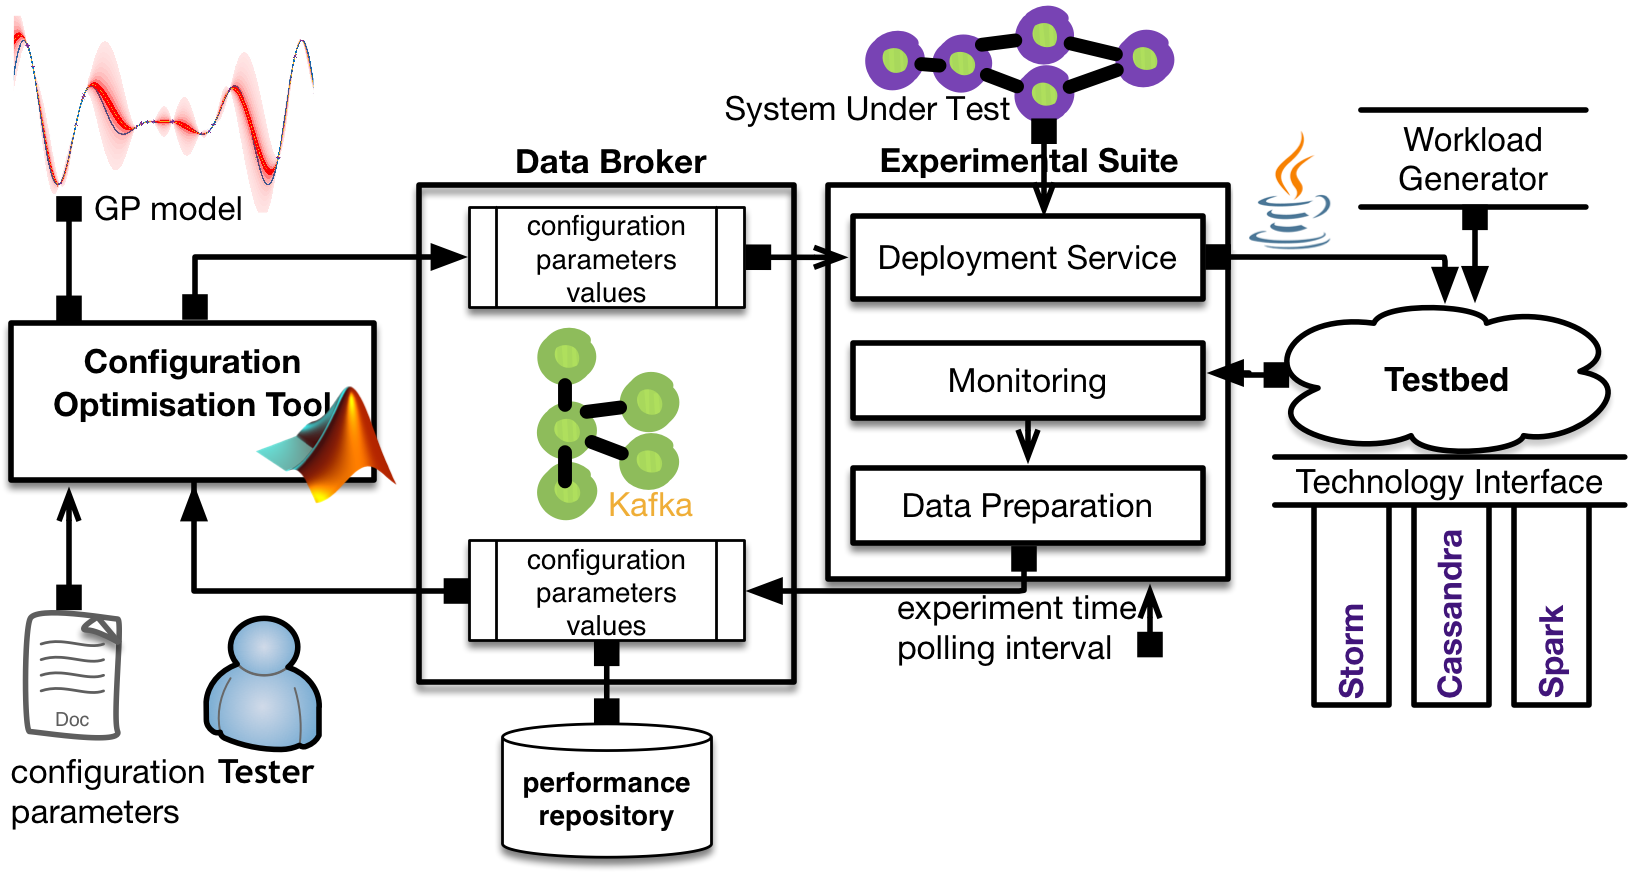 System Under Test
Workload
Generator
Data Broker
Experimental Suite
GP model
configuration
parameters
values
Deployment Service
Configuration
Optimisation Tool
Monitoring
Testbed
Kafka
Data Preparation
Technology Interface
configuration
parameters
values
experiment time
polling interval
Storm
Cassandra
Spark
Doc
configuration
parameters
Tester
performance
repository